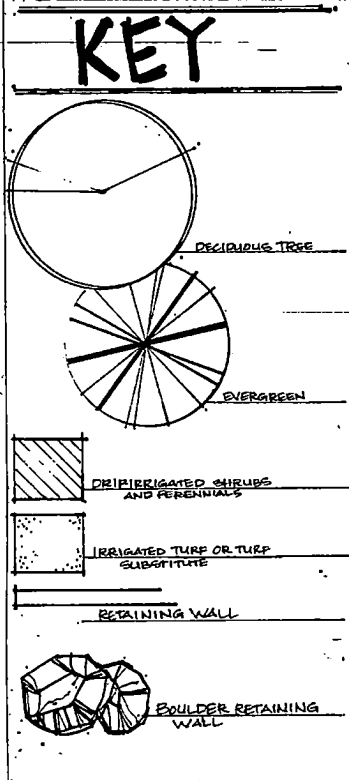 KEY
DECIDUOUS TREE
EVERGREEN
DRIP IRRIGATED SHRUBS
AND PERENNIALS
IRRIGATED TURF OR TURF
SUBSTITUTE
RETAINING WALL
BOULDER RETAINING
WALL